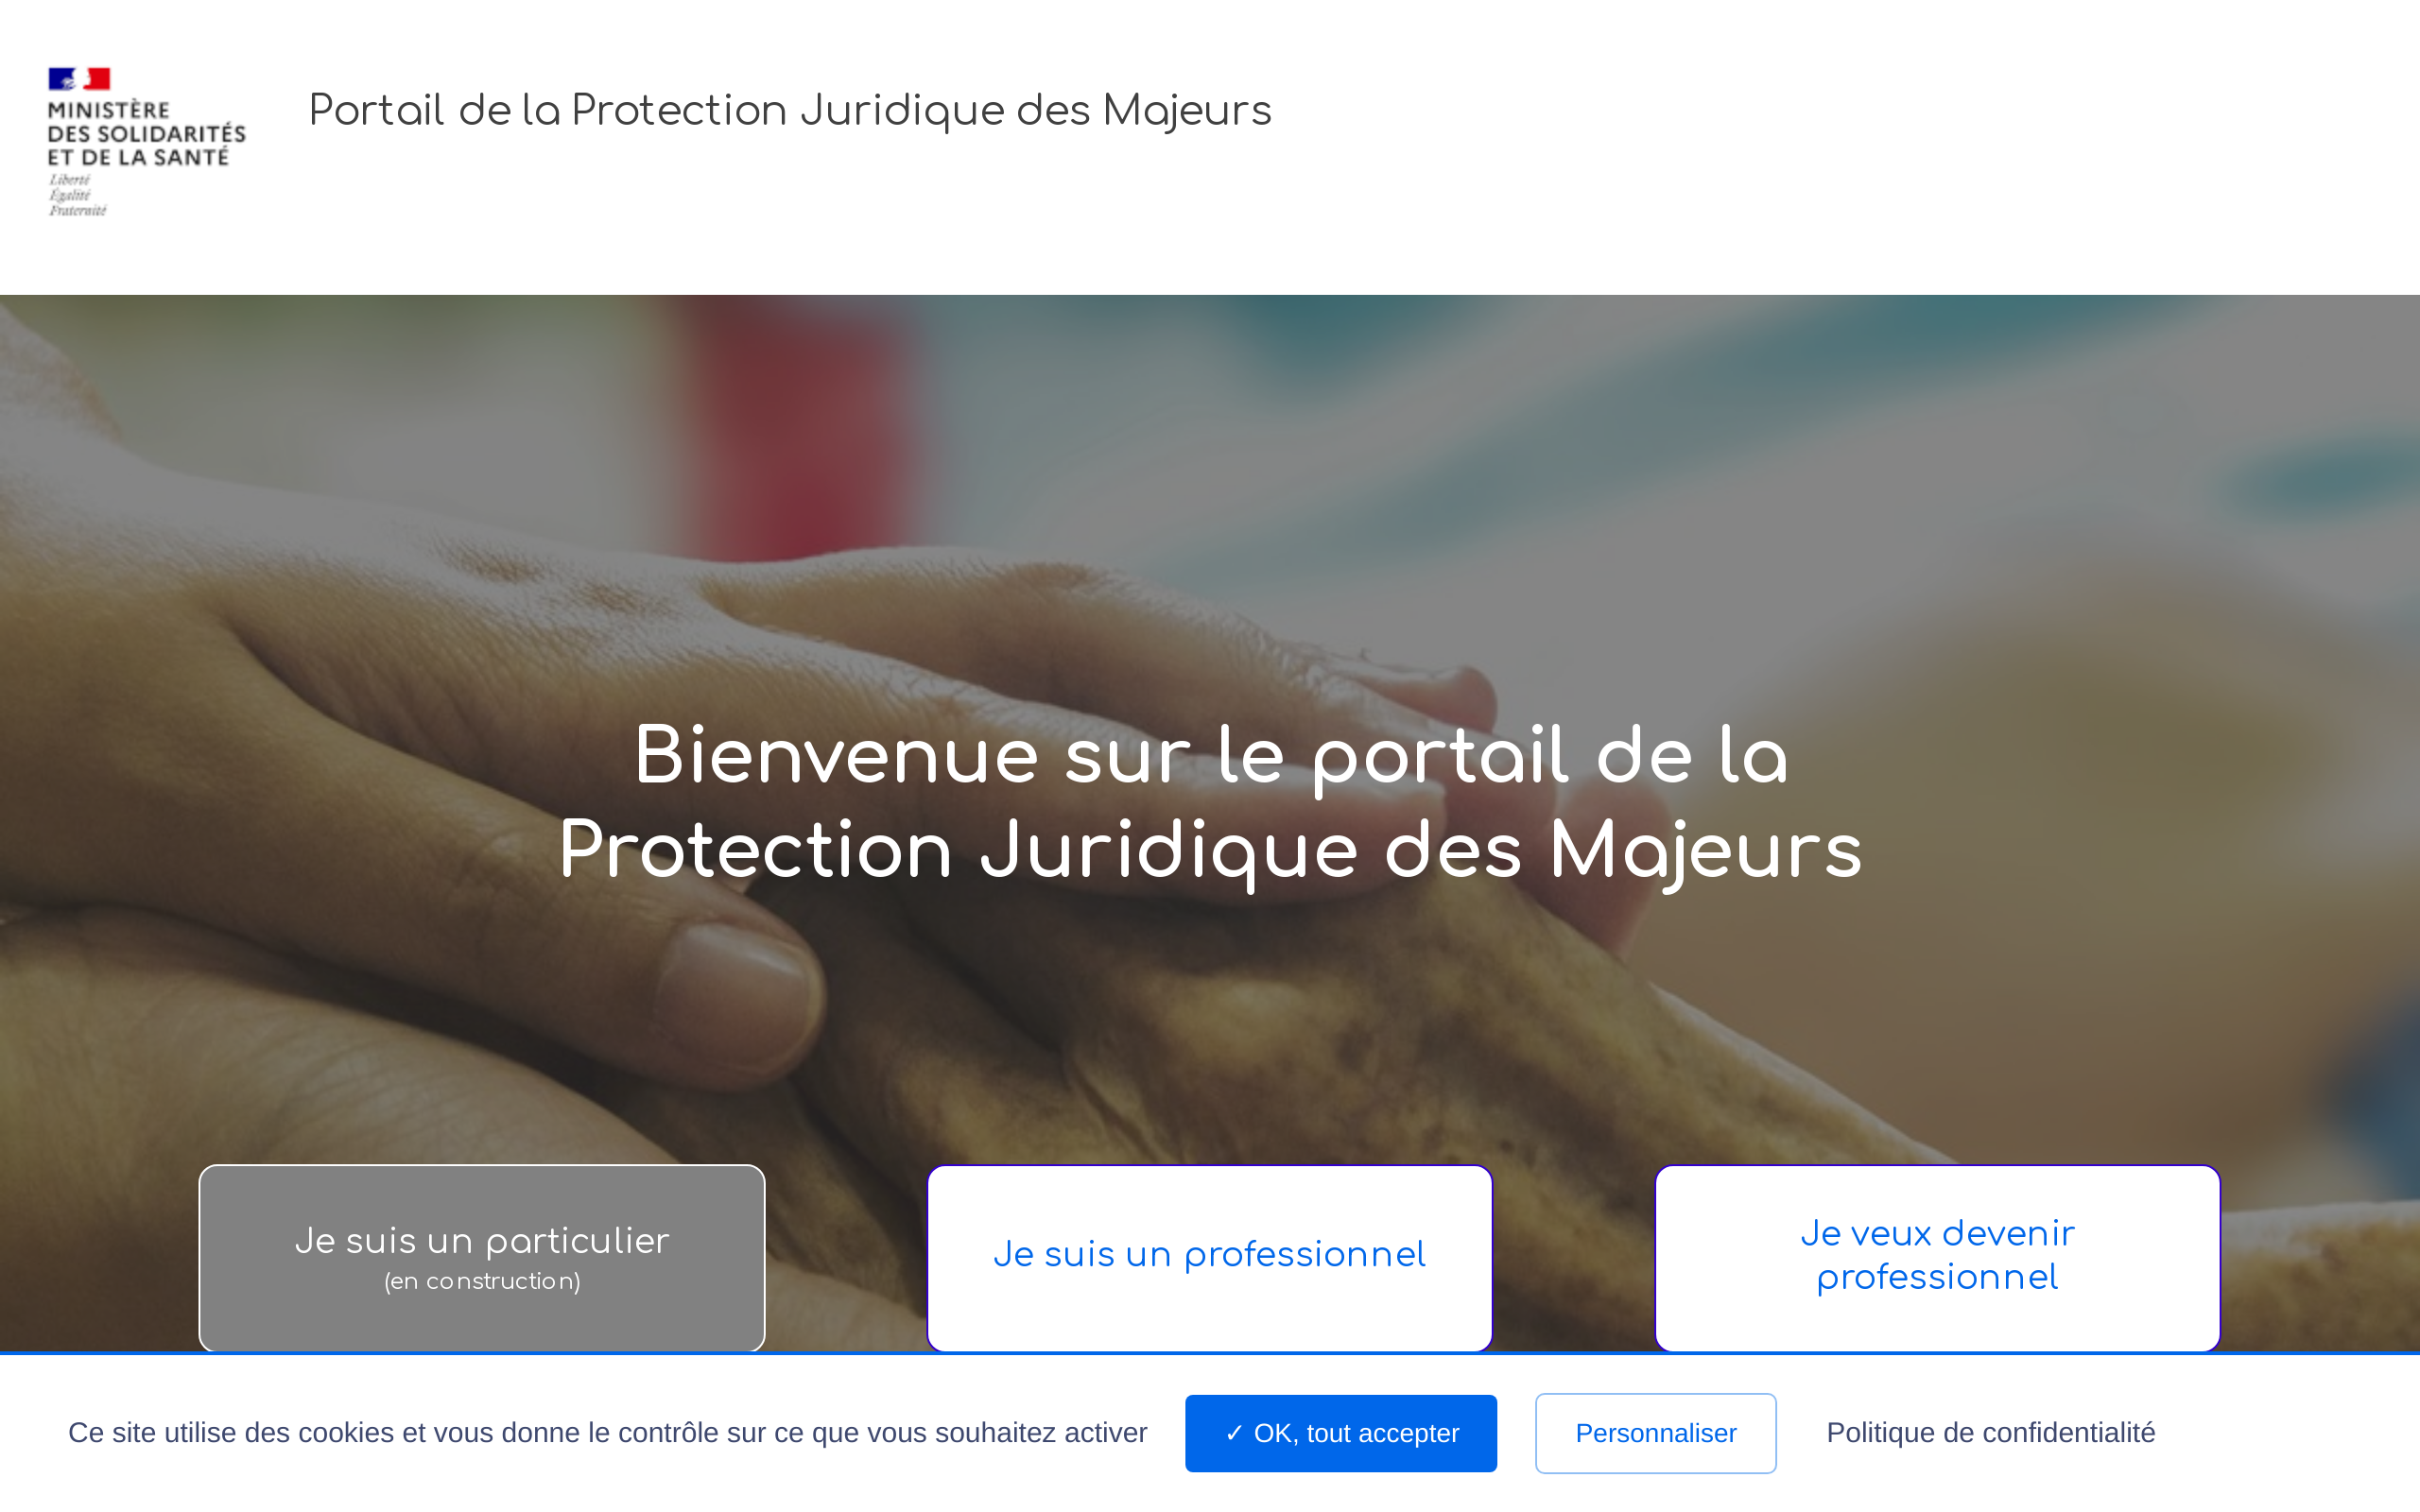 MINISTÈRE
DES SOLIDARITÉS
ET DE LA SANTÉ
Liberté
Égalité
Fraternité
Portail de la Protection Juridique des Majeurs
Bienvenue sur le portail de la
Protection Juridique des Majeurs
Je suis un particulier
(en construction)
Je suis un professionnel
Je veux devenir
professionnel
Ce site utilise des cookies et vous donne le contrôle sur ce que vous souhaitez activer
✓ OK, tout accepter
Personnaliser
Politique de confidentialité